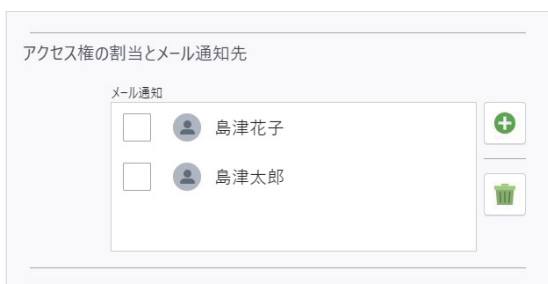 アクセス権の割当とメール通知先
メール通知
島津花子
島津太郎